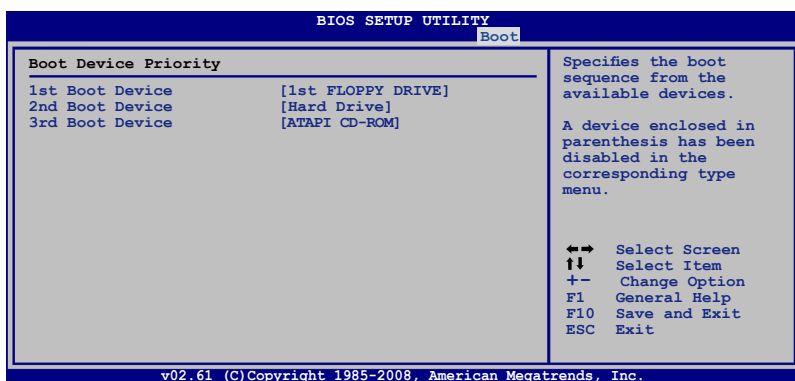 BIOS SETUP UTILITY
Boot
Boot Device Priority
1st Boot Device [1st FLOPPY DRIVE]
2nd Boot Device [Hard Drive]
3rd Boot Device [ATAPI CD-ROM]
Specifies the boot
sequence from the
available devices.
A device enclosed in
parenthesis has been
disabled in the
corresponding type
menu.
←→ Select Screen
↑↓ Select Item
+- Change Option
F1 General Help
F10 Save and Exit
ESC Exit
v02.61 (C)Copyright 1985-2008, American Megatrends, Inc.